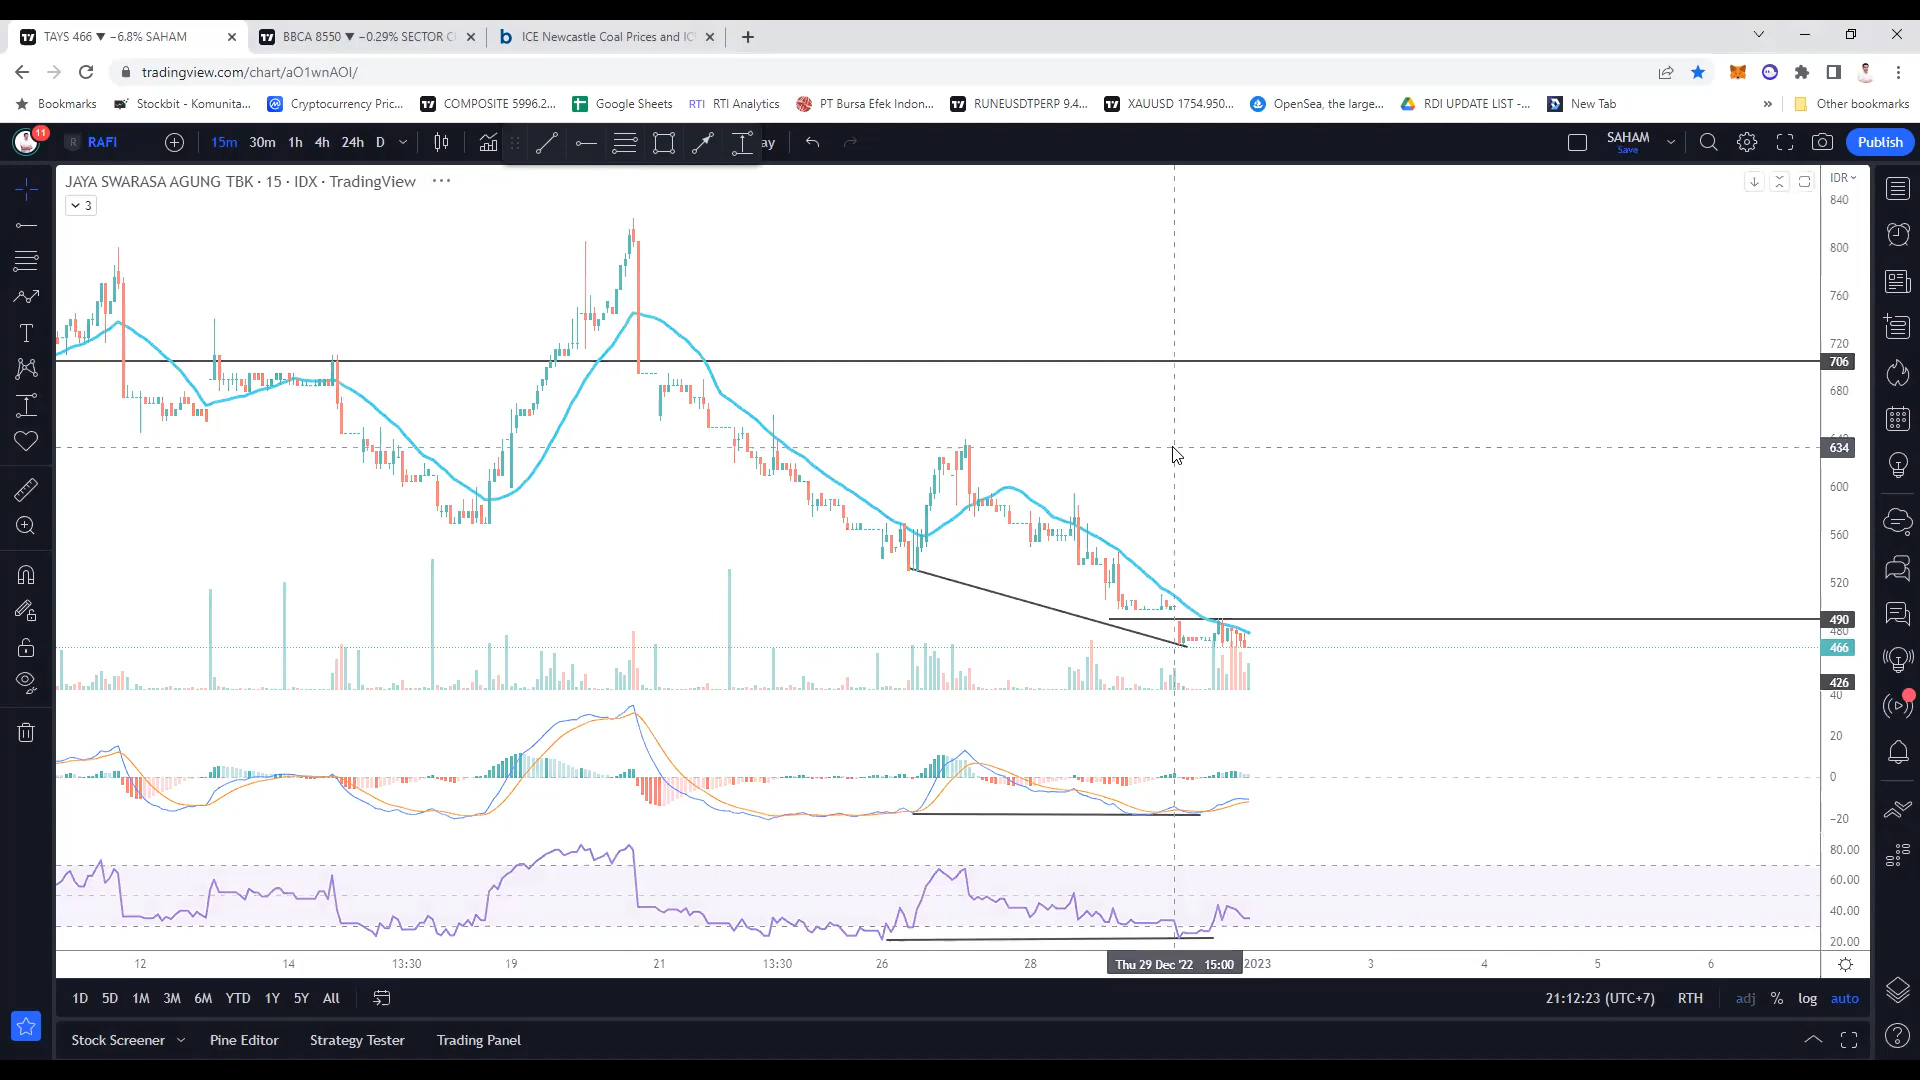 TAYS 466 ▼ −6.8% SAHAM
BBCA 8550 ▼ −0.29% SECTOR C
ICE Newcastle Coal Prices and IC
tradingview.com/chart/aO1wnAOI/
Bookmarks
Stockbit - Komunita...
Cryptocurrency Pric...
COMPOSITE 5996.2...
Google Sheets
RTI
RTI Analytics
PT Bursa Efek Indon...
RUNEUSDTPERP 9.4...
XAUUSD 1754.950...
OpenSea, the large...
RDI UPDATE LIST -...
New Tab
Other bookmarks
11
R RAFI
15m 30m 1h 4h 24h D
ay
SAHAM
Save
Publish
JAYA SWARASA AGUNG TBK · 15 · IDX · TradingView
3
IDR
840
800
760
720
706
680
634
600
560
520
490
480
466
426
40
20
0
−20
80.00
60.00
40.00
20.00
12 14 13:30 19 21 13:30 26 28 Thu 29 Dec '22 15:00 2023 3 4 5 6
1D 5D 1M 3M 6M YTD 1Y 5Y All
21:12:23 (UTC+7) RTH adj % log auto
Stock Screener Pine Editor Strategy Tester Trading Panel